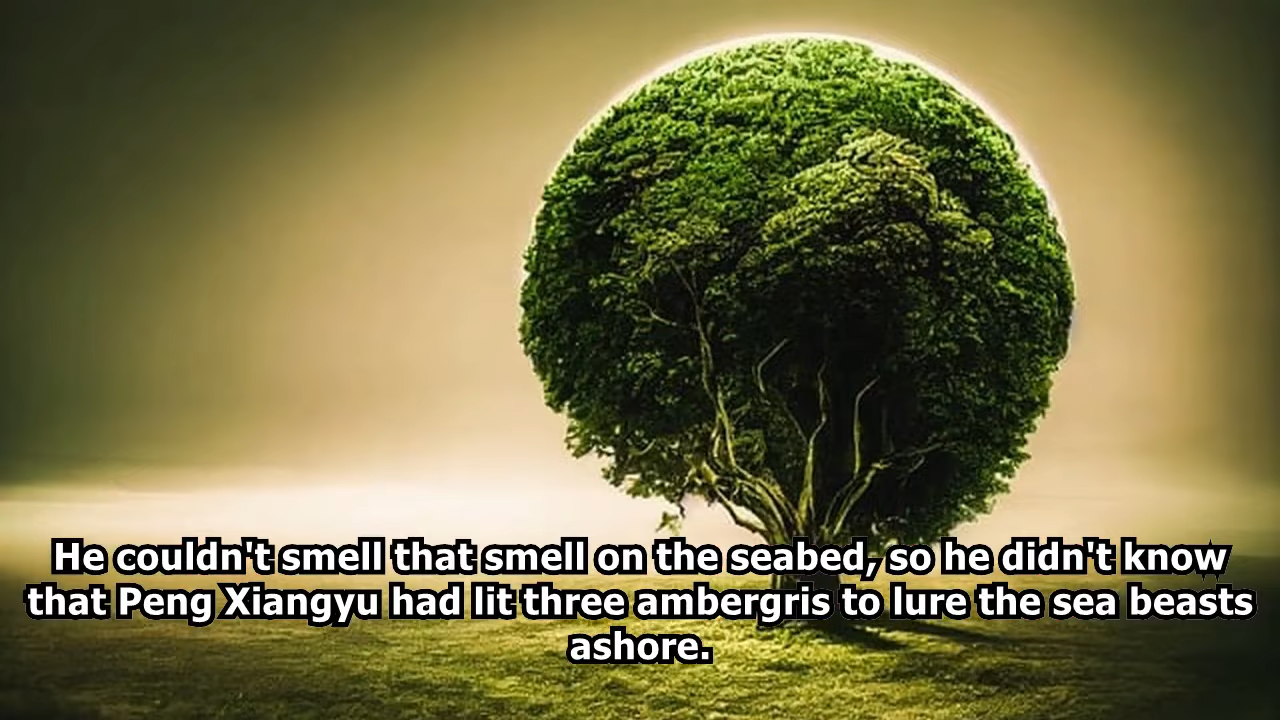 He couldn't smell that smell on the seabed, so he didn't know
that Peng Xiangyu had lit three ambergris to lure the sea beasts
ashore.